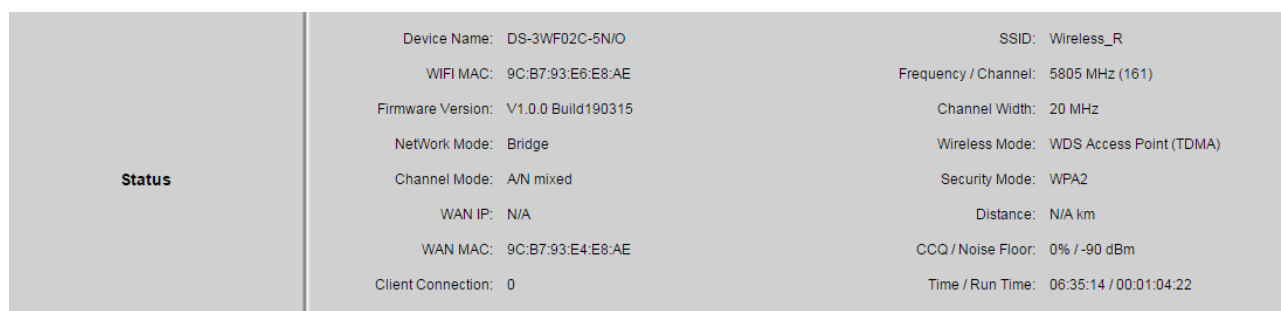 Device Name: DS-3WF02C-5N/O SSID: Wireless_R
WIFI MAC: 9C:B7:93:E6:E8:AE Frequency / Channel: 5805 MHz (161)
Firmware Version: V1.0.0 Build190315 Channel Width: 20 MHz
NetWork Mode: Bridge Wireless Mode: WDS Access Point (TDMA)
Status Channel Mode: A/N mixed Security Mode: WPA2
WAN IP: N/A Distance: N/A km
WAN MAC: 9C:B7:93:E4:E8:AE CCQ / Noise Floor: 0% / -90 dBm
Client Connection: 0 Time / Run Time: 06:35:14 / 00:01:04:22